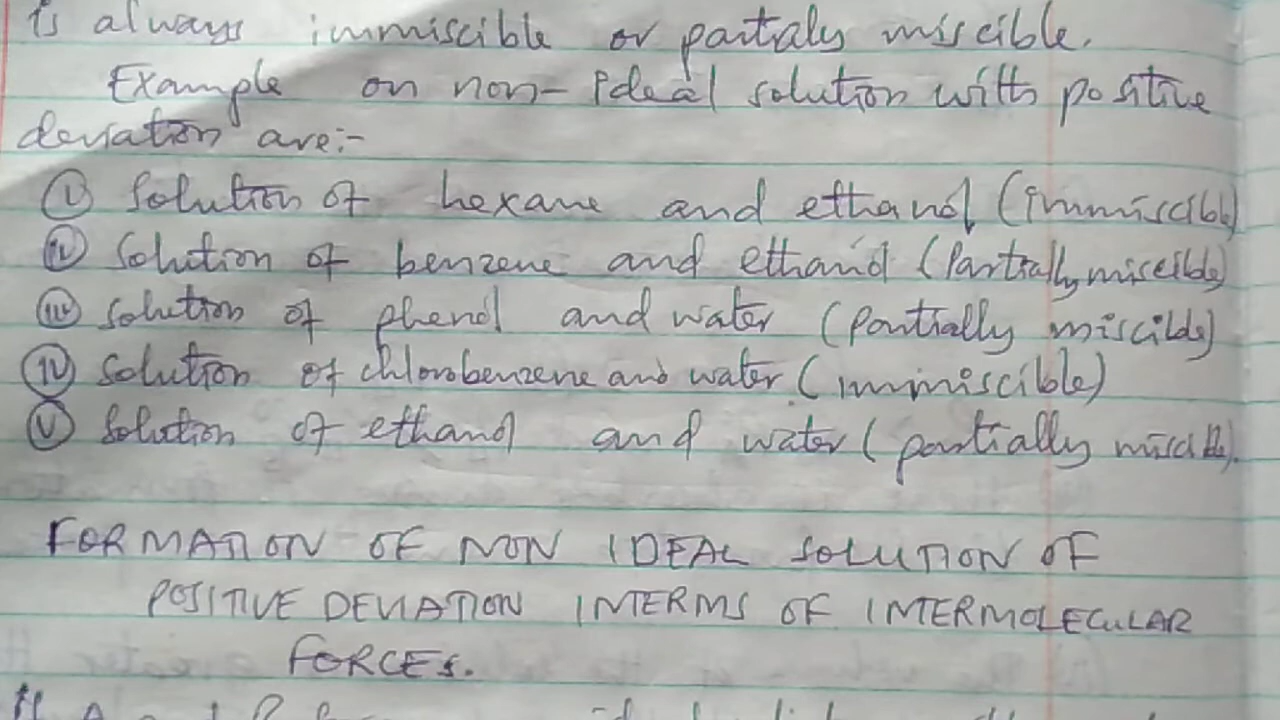 is always immiscible or partialy miscible.
Example on non-Ideal solution with positive
deviation are:-
(i) Solution of hexane and ethanol (immiscible)
(ii) Solution of benzene and ethanol (Partially miscible)
(iii) Solution of phenol and water (Partially miscible)
(iv) Solution of chlorobenzene and water (immiscible)
(v) Solution of ethanol and water (partially miscible).
FORMATION OF NON IDEAL SOLUTION OF
POSITIVE DEVIATION INTERMS OF INTERMOLECULAR
FORCES.